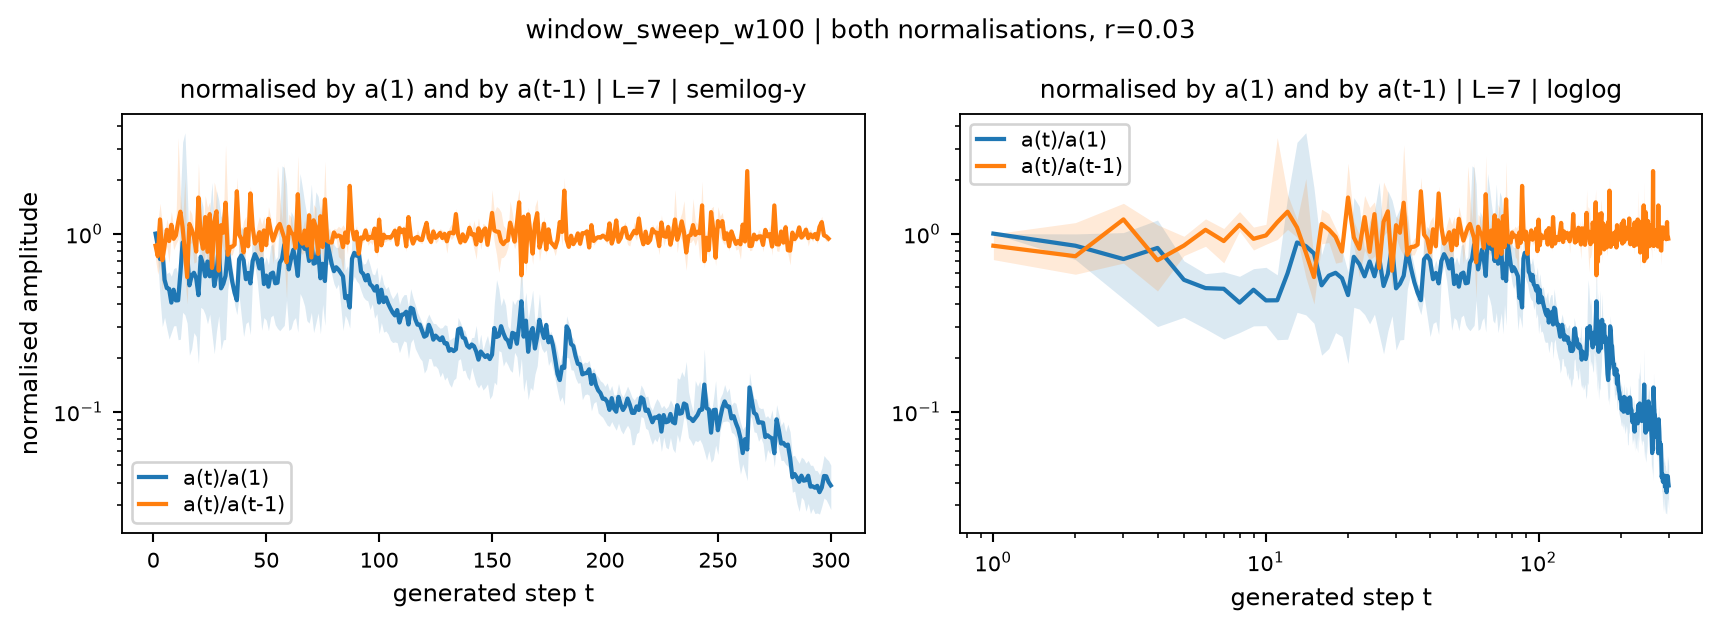 window_sweep_w100 | both normalisations, r=0.03
normalised by a(1) and by a(t-1) | L=7 | semilog-y
normalised amplitude
10⁰
10⁻¹
a(t)/a(1)
a(t)/a(t-1)
0 50 100 150 200 250 300
generated step t
normalised by a(1) and by a(t-1) | L=7 | loglog
a(t)/a(1)
a(t)/a(t-1)
10⁰
10⁻¹
10⁰ 10¹ 10²
generated step t